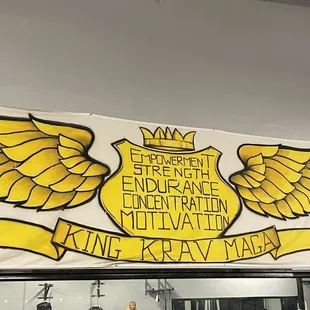 EMPOWERMENT
STRENGTH
ENDURANCE
CONCENTRATION
MOTIVATION
KING KRAV MAGA